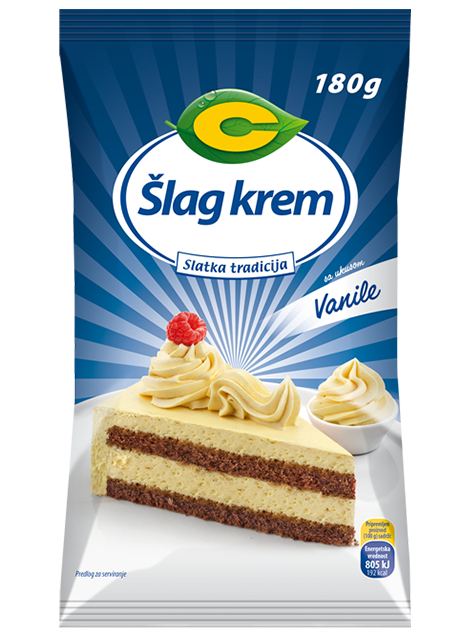 180g
C
Šlag krem
Slatka tradicija
sa ukusom
Vanile
Pripremljen
proizvod
(100 g) sadrži:
Energetska
vrednost
805 kJ
192 kcal
Predlog za serviranje